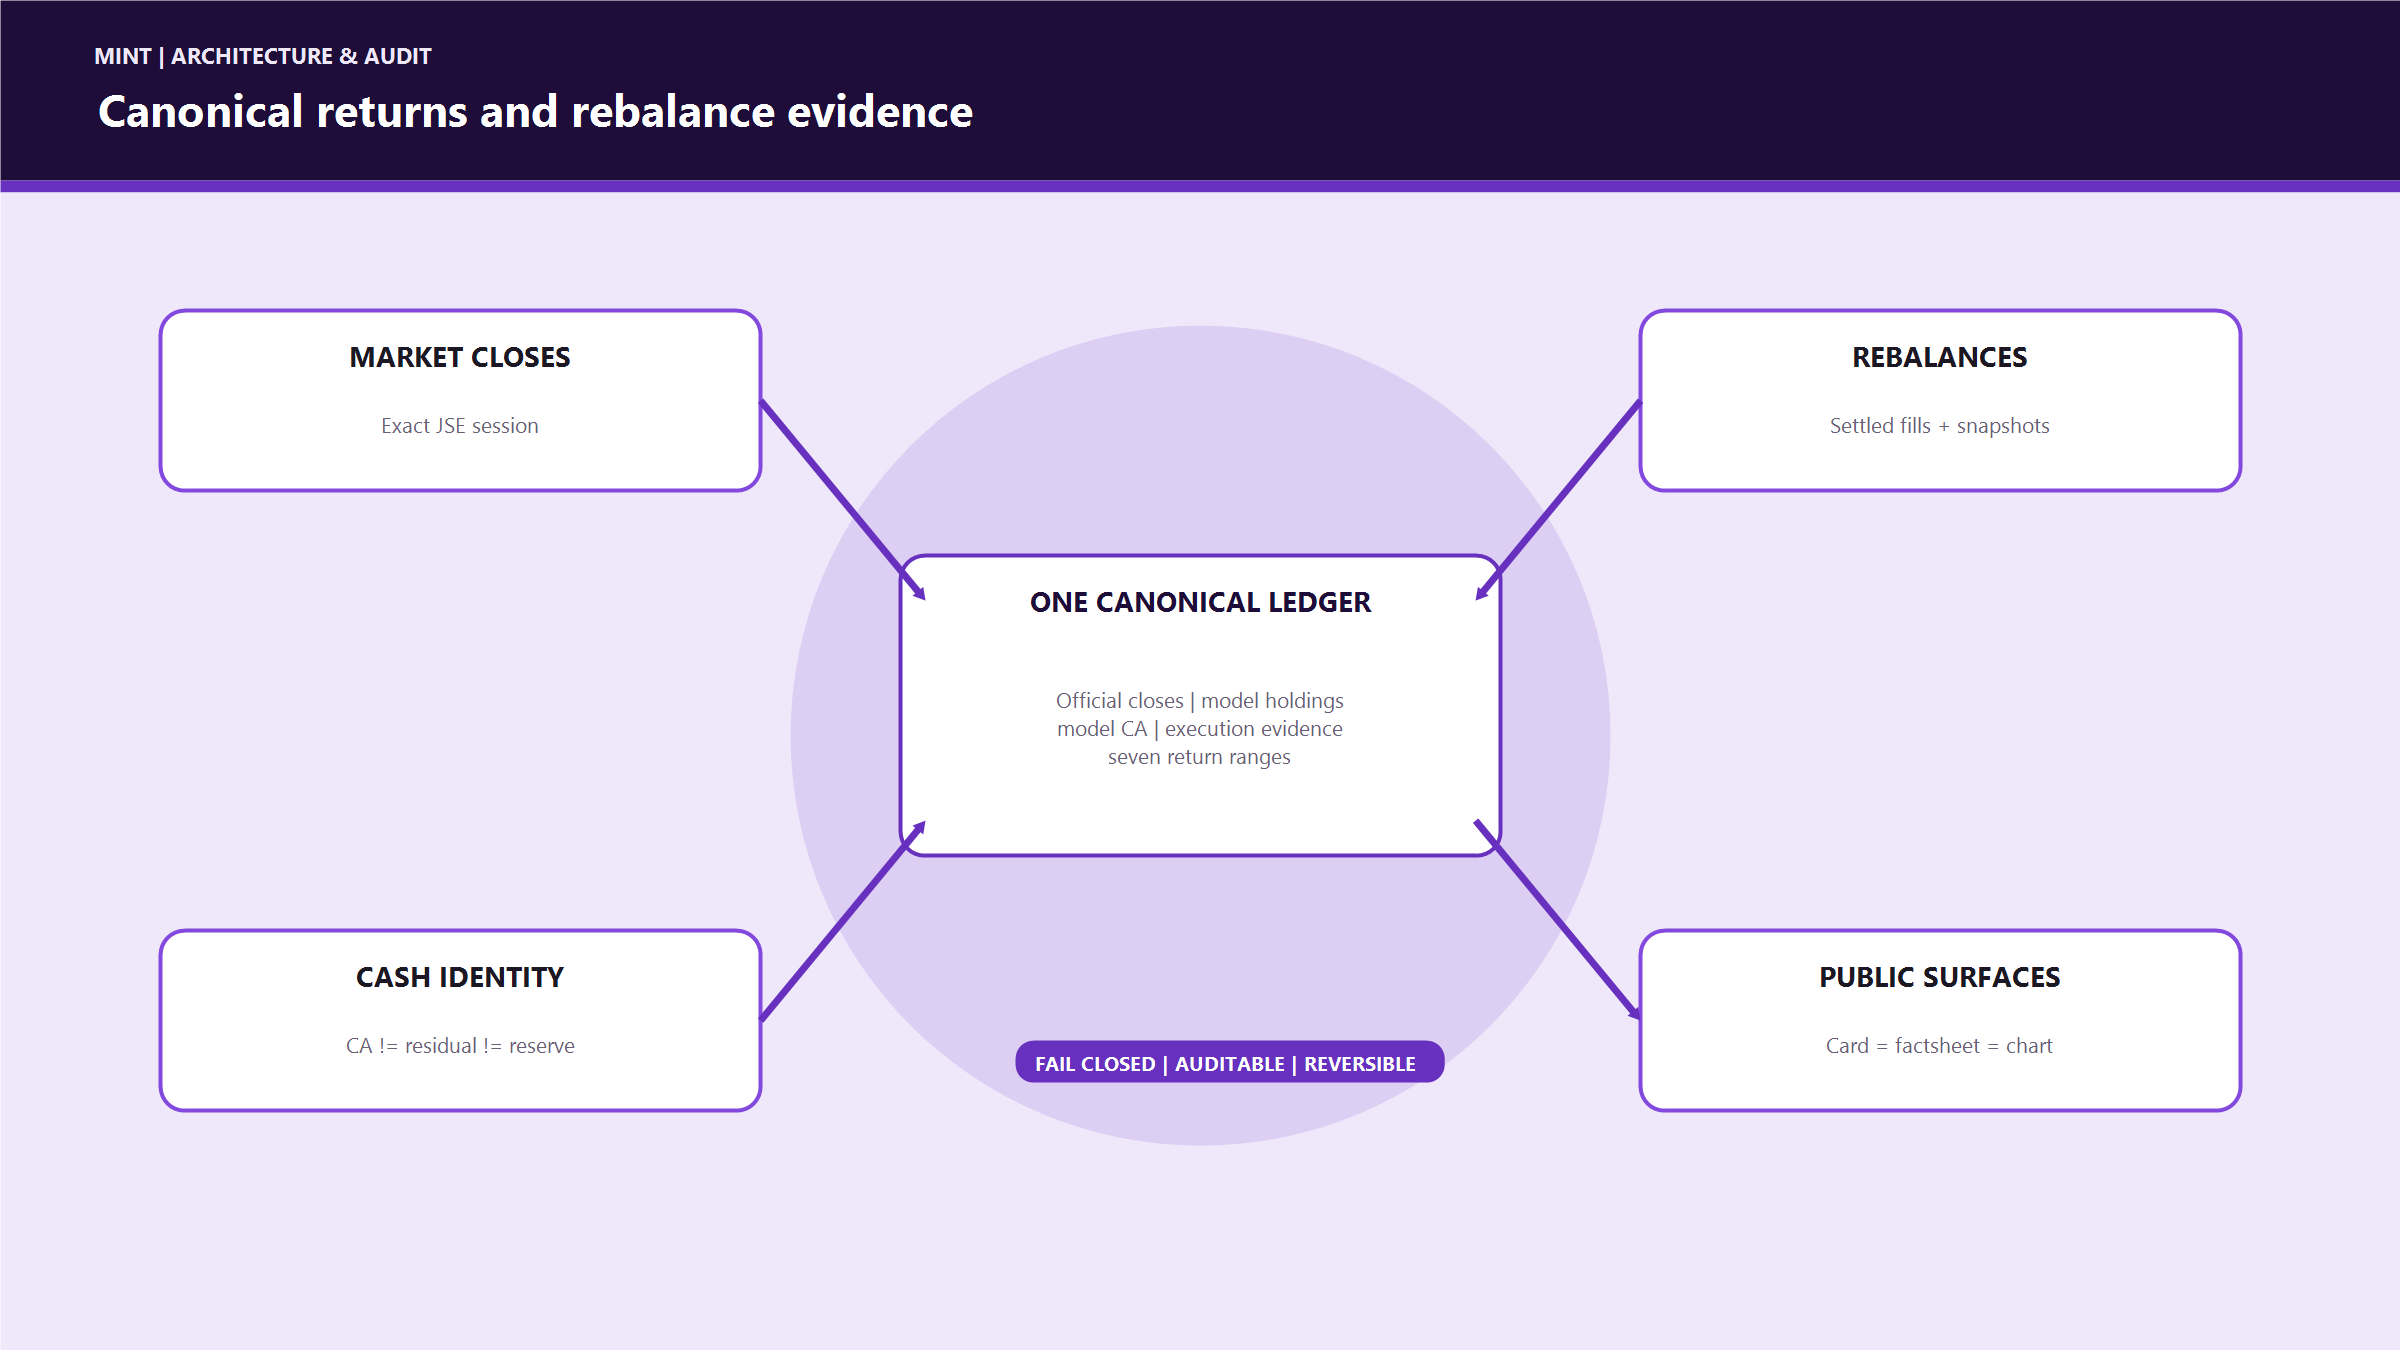 MINT | ARCHITECTURE & AUDIT
Canonical returns and rebalance evidence
MARKET CLOSES
Exact JSE session
REBALANCES
Settled fills + snapshots
ONE CANONICAL LEDGER
Official closes | model holdings
model CA | execution evidence
seven return ranges
CASH IDENTITY
CA != residual != reserve
PUBLIC SURFACES
Card = factsheet = chart
FAIL CLOSED | AUDITABLE | REVERSIBLE